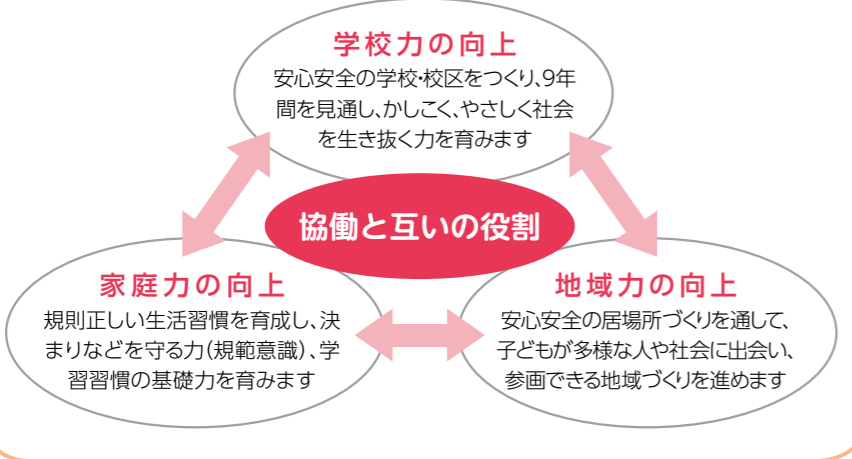 学校力の向上
安心安全の学校・校区をつくり、9年
間を見通し、かしこく、やさしく社会
を生き抜く力を育みます
協働と互いの役割
家庭力の向上
規則正しい生活習慣を育成し、決
まりなどを守る力(規範意識)、学
習習慣の基礎力を育みます
地域力の向上
安心安全の居場所づくりを通して、
子どもが多様な人や社会に出会い、
参画できる地域づくりを進めます